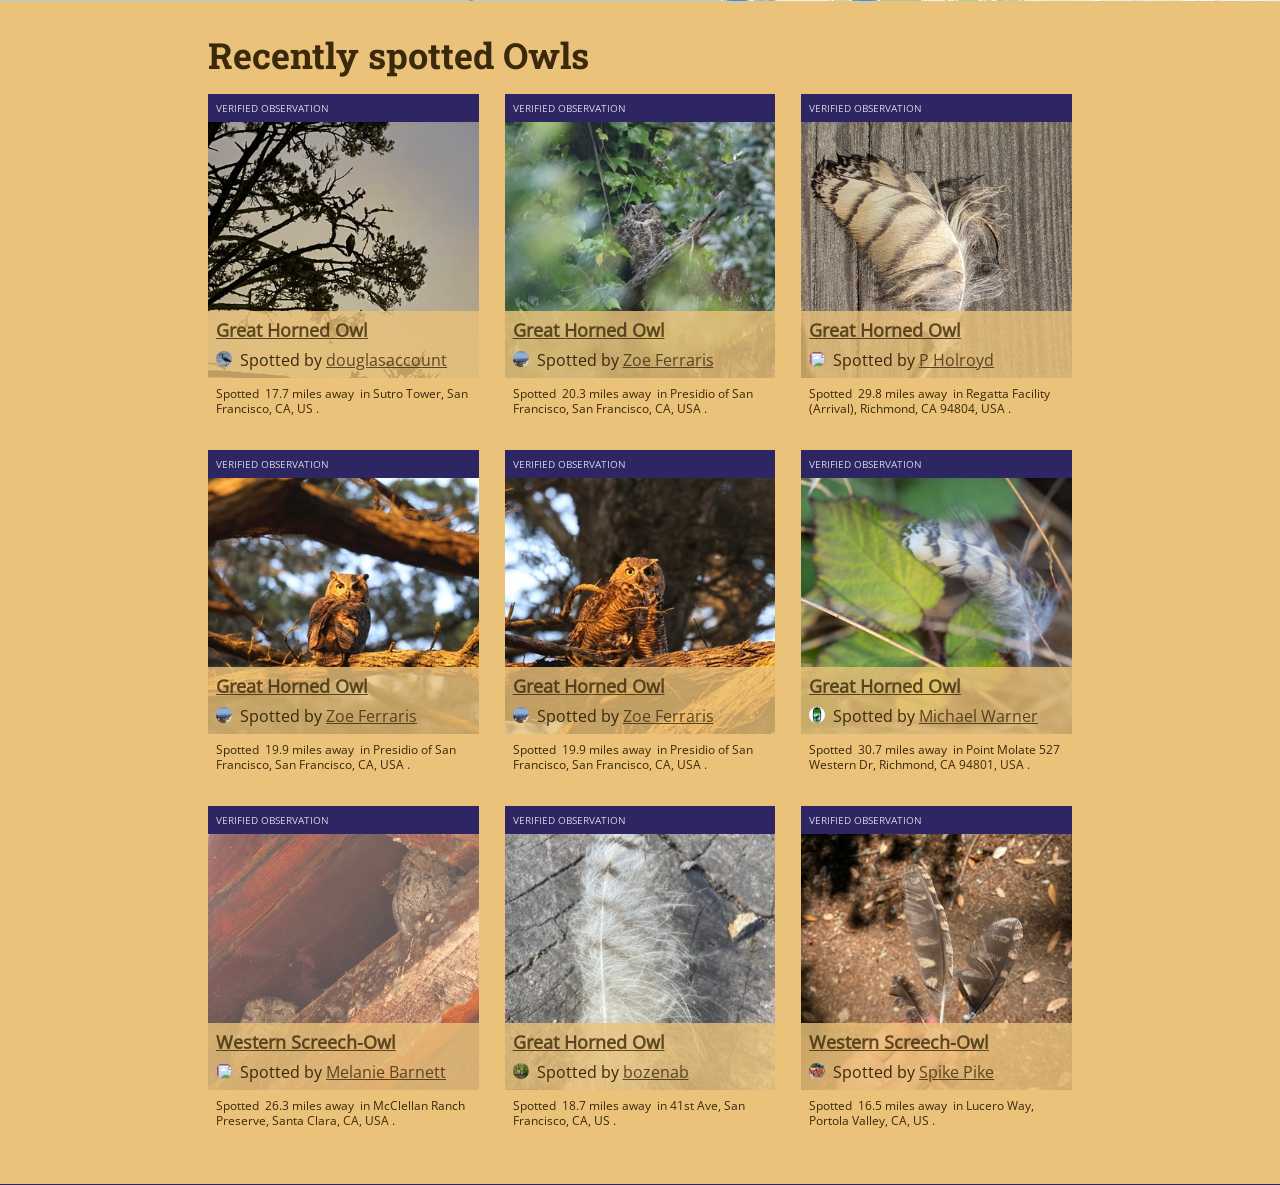 Recently spotted Owls
VERIFIED OBSERVATION
Great Horned Owl
Spotted by douglasaccount
Spotted 17.7 miles away in Sutro Tower, San
Francisco, CA, US .
VERIFIED OBSERVATION
Great Horned Owl
Spotted by Zoe Ferraris
Spotted 20.3 miles away in Presidio of San
Francisco, San Francisco, CA, USA .
VERIFIED OBSERVATION
Great Horned Owl
Spotted by P Holroyd
Spotted 29.8 miles away in Regatta Facility
(Arrival), Richmond, CA 94804, USA .
VERIFIED OBSERVATION
Great Horned Owl
Spotted by Zoe Ferraris
Spotted 19.9 miles away in Presidio of San
Francisco, San Francisco, CA, USA .
VERIFIED OBSERVATION
Great Horned Owl
Spotted by Zoe Ferraris
Spotted 19.9 miles away in Presidio of San
Francisco, San Francisco, CA, USA .
VERIFIED OBSERVATION
Great Horned Owl
Spotted by Michael Warner
Spotted 30.7 miles away in Point Molate 527
Western Dr, Richmond, CA 94801, USA .
VERIFIED OBSERVATION
Western Screech-Owl
Spotted by Melanie Barnett
Spotted 26.3 miles away in McClellan Ranch
Preserve, Santa Clara, CA, USA .
VERIFIED OBSERVATION
Great Horned Owl
Spotted by bozenab
Spotted 18.7 miles away in 41st Ave, San
Francisco, CA, US .
VERIFIED OBSERVATION
Western Screech-Owl
Spotted by Spike Pike
Spotted 16.5 miles away in Lucero Way,
Portola Valley, CA, US .